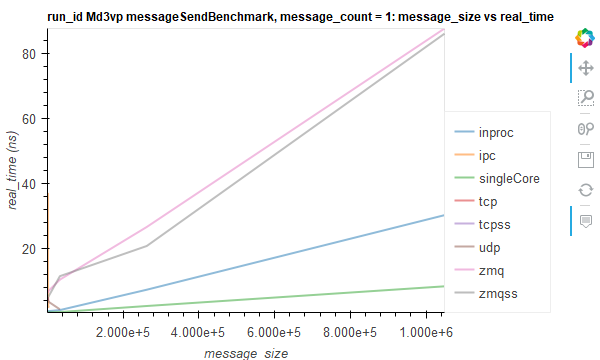 run_id Md3vp messageSendBenchmark, message_count = 1: message_size vs real_time
80
60
40
20
real_time (ns)
2.000e+5
4.000e+5
6.000e+5
8.000e+5
1.000e+6
message_size
inproc
ipc
singleCore
tcp
tcpss
udp
zmq
zmqss